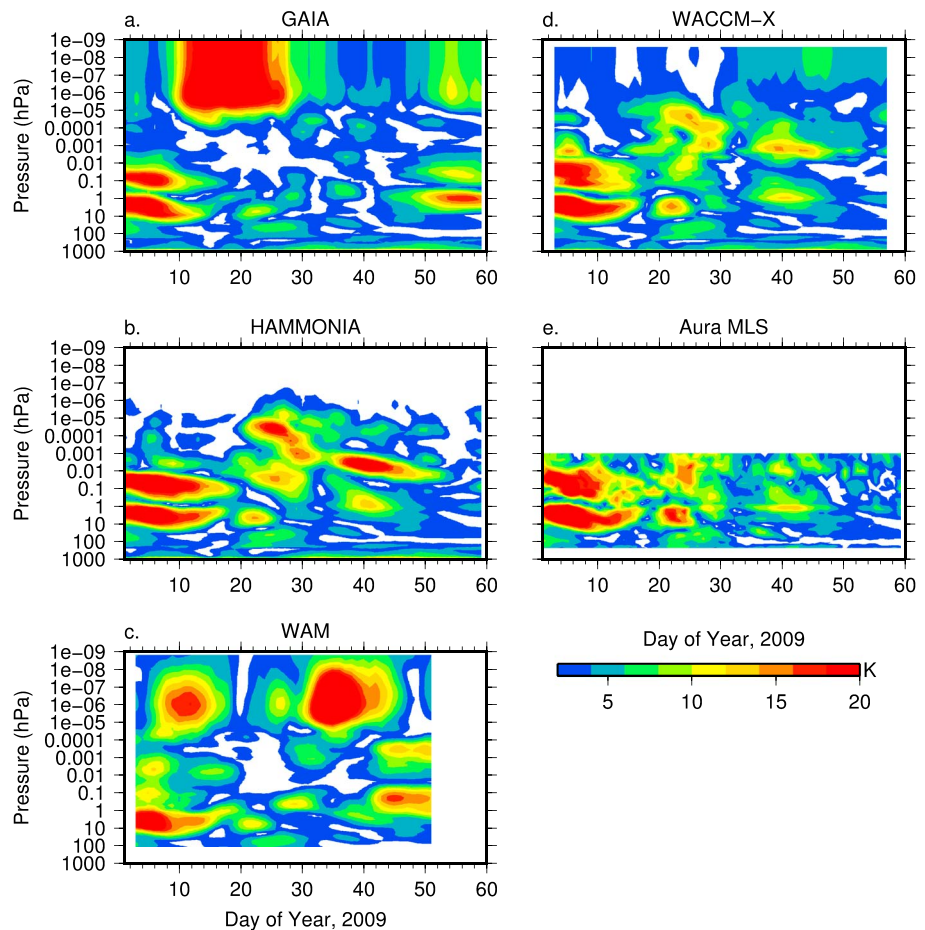 a. GAIA
1e−09
1e−08
1e−07
1e−06
1e−05
0.0001
0.001
0.01
0.1
1
10
100
1000
Pressure (hPa)
10 20 30 40 50 60
d. WACCM−X
1e−09
1e−08
1e−07
1e−06
1e−05
0.0001
0.001
0.01
0.1
1
10
100
1000
Pressure (hPa)
10 20 30 40 50 60
b. HAMMONIA
1e−09
1e−08
1e−07
1e−06
1e−05
0.0001
0.001
0.01
0.1
1
10
100
1000
Pressure (hPa)
10 20 30 40 50 60
e. Aura MLS
1e−09
1e−08
1e−07
1e−06
1e−05
0.0001
0.001
0.01
0.1
1
10
100
1000
Pressure (hPa)
10 20 30 40 50 60
Day of Year, 2009
K
5 10 15 20
c. WAM
1e−09
1e−08
1e−07
1e−06
1e−05
0.0001
0.001
0.01
0.1
1
10
100
1000
Pressure (hPa)
10 20 30 40 50 60
Day of Year, 2009